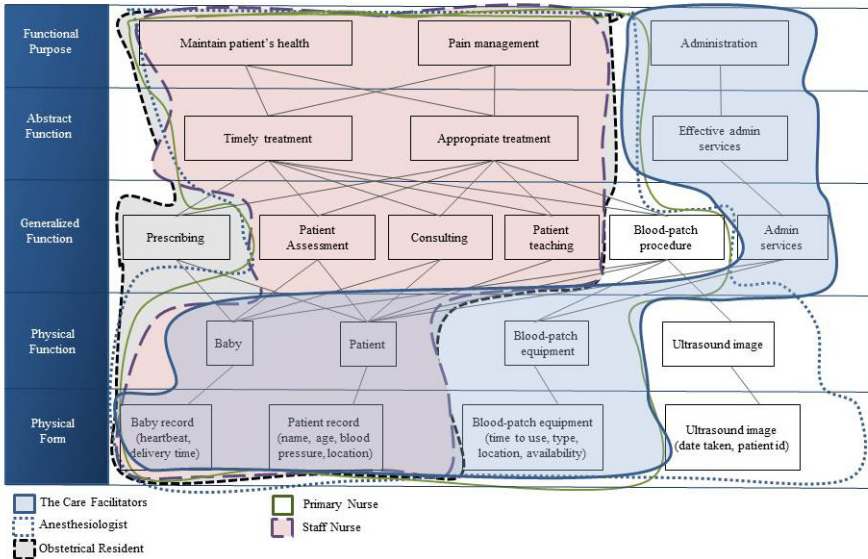 Functional
Purpose
Maintain patient's health
Pain management
Administration
Abstract
Function
Timely treatment
Appropriate treatment
Effective admin
services
Generalized
Function
Prescribing
Patient
Assessment
Consulting
Patient
teaching
Blood-patch
procedure
Admin
services
Physical
Function
Baby
Patient
Blood-patch
equipment
Ultrasound image
Physical
Form
Baby record
(heartbeat,
delivery time)
Patient record
(name, age, blood
pressure, location)
Blood-patch equipment
(time to use, type,
location, availability)
Ultrasound image
(date taken, patient id)
The Care Facilitators
Anesthesiologist
Obstetrical Resident
Primary Nurse
Staff Nurse